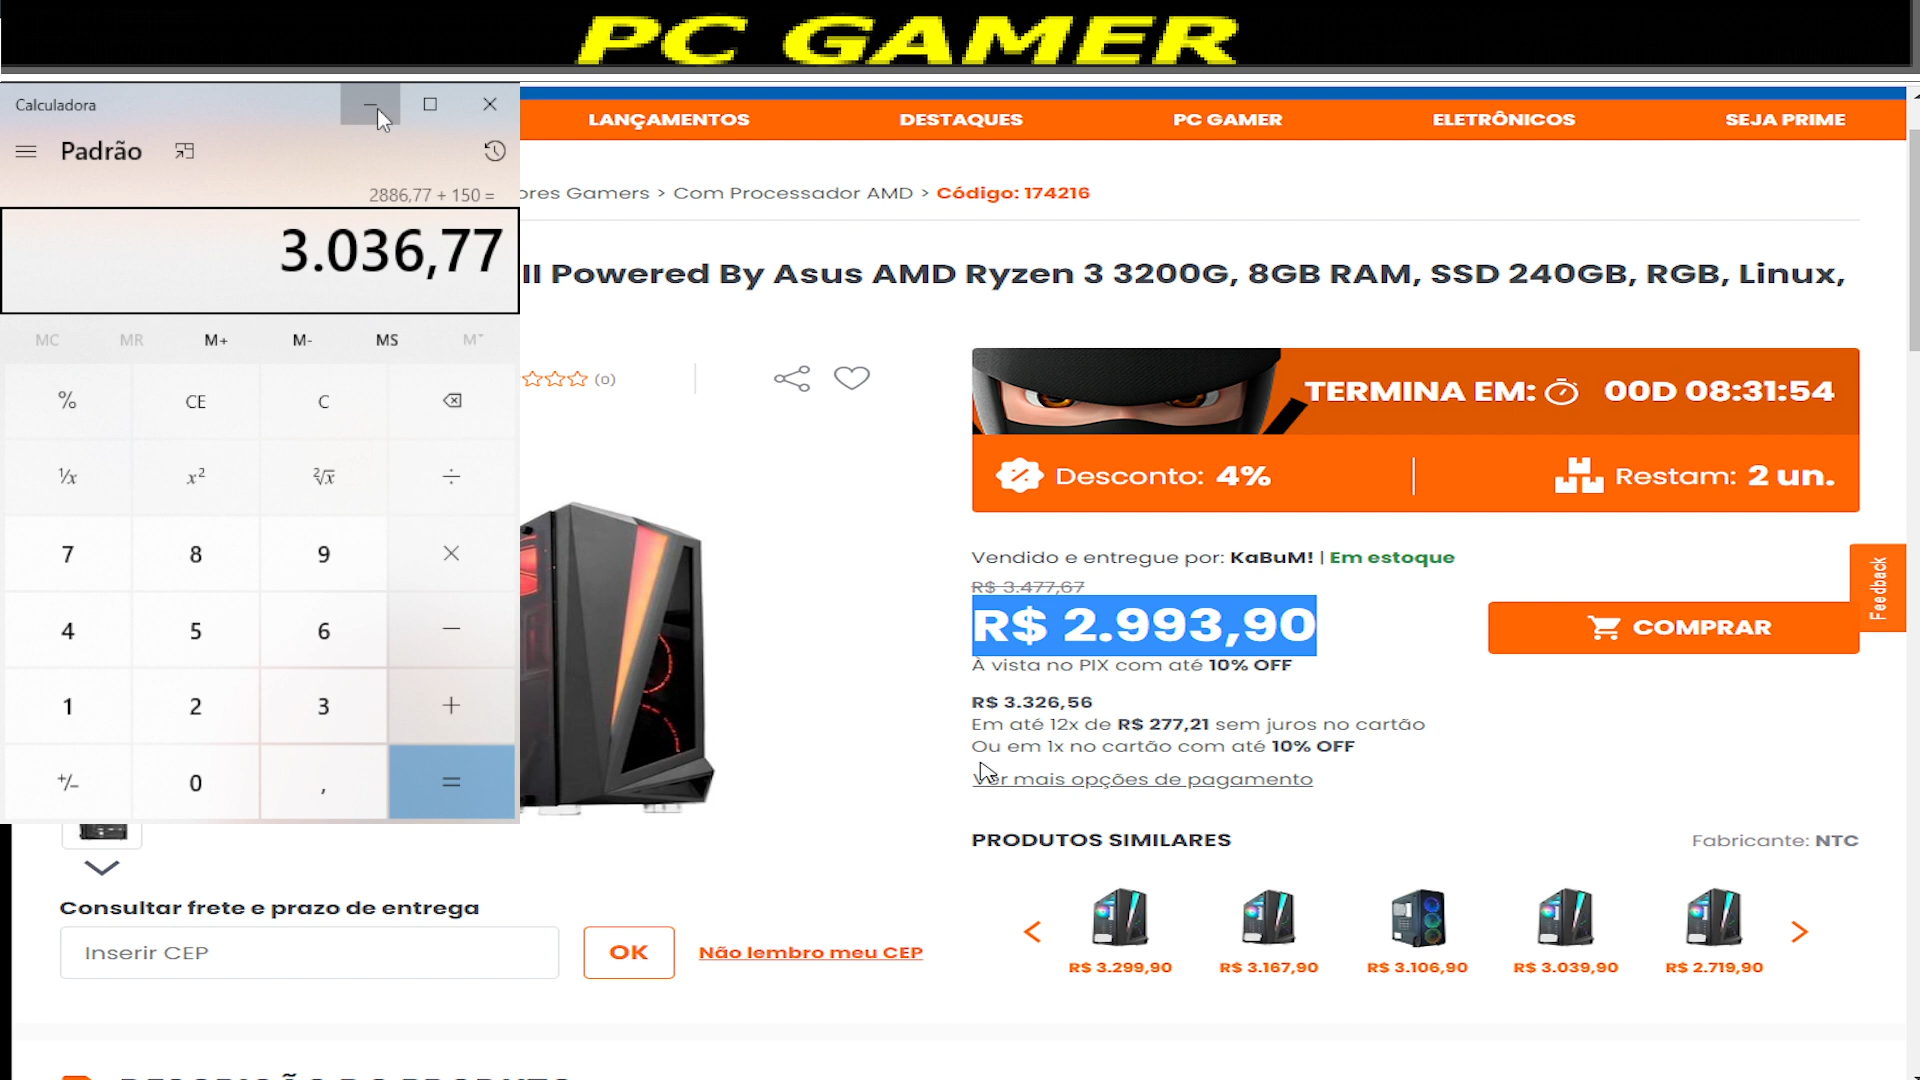 PC GAMER
Calculadora
Padrão
2886,77 + 150 =
3.036,77
MC MR M+ M- MS M˅
% CE C
¹/x x² ²√x ÷
7 8 9 ×
4 5 6 −
1 2 3 +
+/− 0 , =
LANÇAMENTOS DESTAQUES PC GAMER ELETRÔNICOS SEJA PRIME
ores Gamers > Com Processador AMD > Código: 174216
II Powered By Asus AMD Ryzen 3 3200G, 8GB RAM, SSD 240GB, RGB, Linux,
(0)
TERMINA EM: 00D 08:31:54
Desconto: 4% Restam: 2 un.
Vendido e entregue por: KaBuM! | Em estoque
R$ 3.477,67
R$ 2.993,90
COMPRAR
Feedback
À vista no PIX com até 10% OFF
R$ 3.326,56
Em até 12x de R$ 277,21 sem juros no cartão
Ou em 1x no cartão com até 10% OFF
Ver mais opções de pagamento
PRODUTOS SIMILARES Fabricante: NTC
R$ 3.299,90 R$ 3.167,90 R$ 3.106,90 R$ 3.039,90 R$ 2.719,90
Consultar frete e prazo de entrega
Inserir CEP OK Não lembro meu CEP
DESCRIÇÃO DO PRODUTO